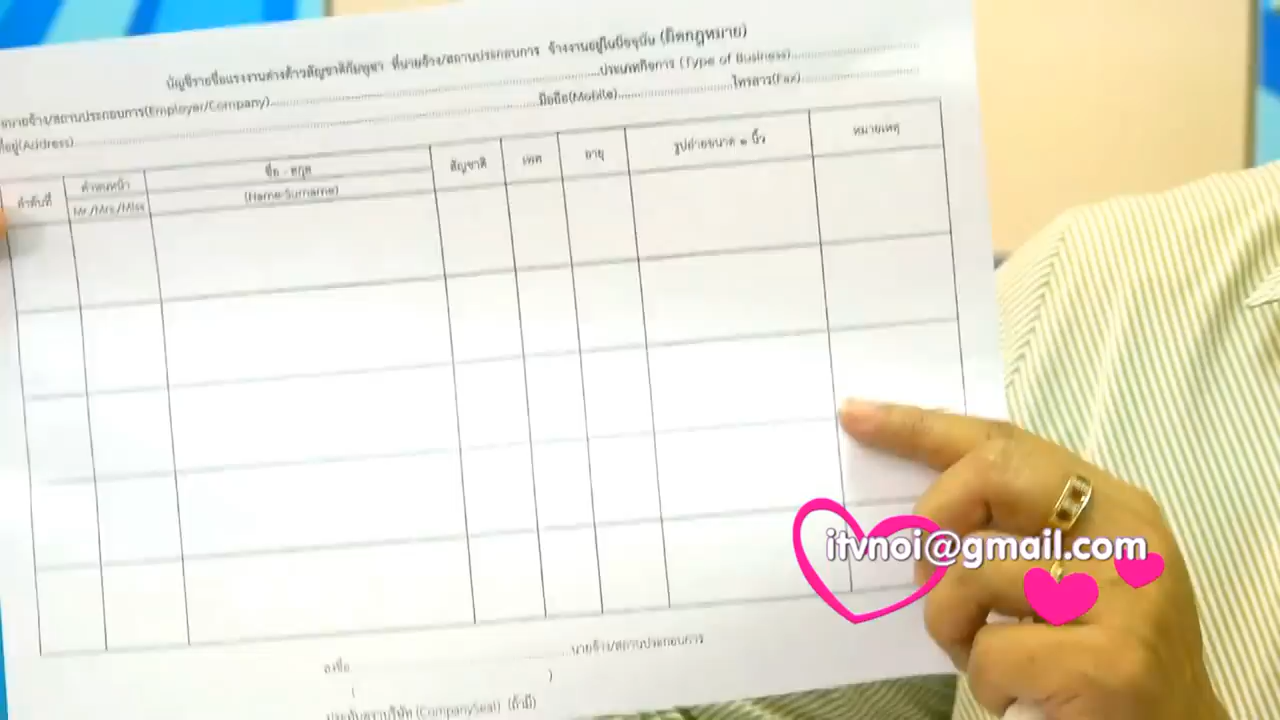 บัญชีรายชื่อแรงงานต่างด้าวสัญชาติกัมพูชา ที่นายจ้าง/สถานประกอบการ จ้างงานอยู่ในปัจจุบัน (ผิดกฎหมาย)
นายจ้าง/สถานประกอบการ(Employer/Company)..........ประเภทกิจการ (Type of Business)..........
ที่อยู่(Address)..........มือถือ(Mobile)..........โทรสาร(Fax)..........
ลำดับที่ คำนำหน้า ชื่อ - สกุล สัญชาติ เพศ อายุ รูปถ่ายขนาด ๑ นิ้ว หมายเหตุ
Mr./Mrs./Miss (Name-Surname)
itvnoi@gmail.com
ลงชื่อ..........นายจ้าง/สถานประกอบการ
( )
ประทับตราบริษัท (CompanySeal) (ถ้ามี)